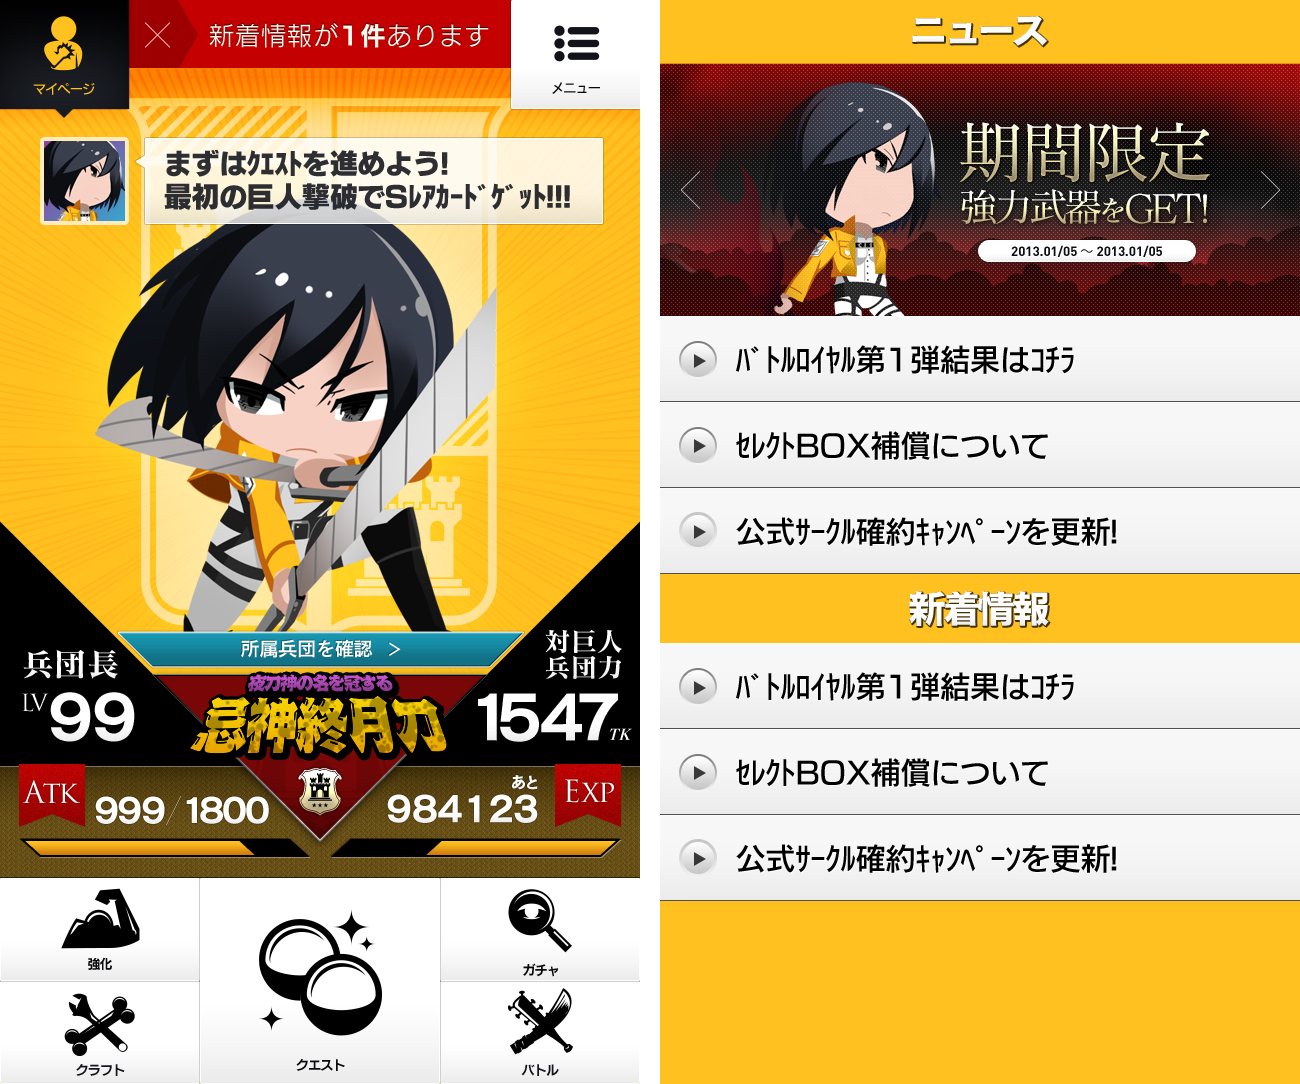 マイページ
新着情報が1件あります
メニュー
まずはｸｴｽﾄを進めよう!
最初の巨人撃破でSﾚｱｶｰﾄﾞｹﾞｯﾄ!!!
所属兵団を確認 >
兵団長
LV 99
対巨人
兵団力
1547TK
技刀神の名を冠する
忌神終月刀
ATK
999/1800
あと
984123
EXP
強化
クラフト
クエスト
ガチャ
バトル
ニュース
期間限定
強力武器をGET!
2013.01/05 ～ 2013.01/05
ﾊﾞﾄﾙﾛｲﾔﾙ第1弾結果はｺﾁﾗ
ｾﾚｸﾄBOX補償について
公式ｻｰｸﾙ確約ｷｬﾝﾍﾟｰﾝを更新!
新着情報
ﾊﾞﾄﾙﾛｲﾔﾙ第1弾結果はｺﾁﾗ
ｾﾚｸﾄBOX補償について
公式ｻｰｸﾙ確約ｷｬﾝﾍﾟｰﾝを更新!